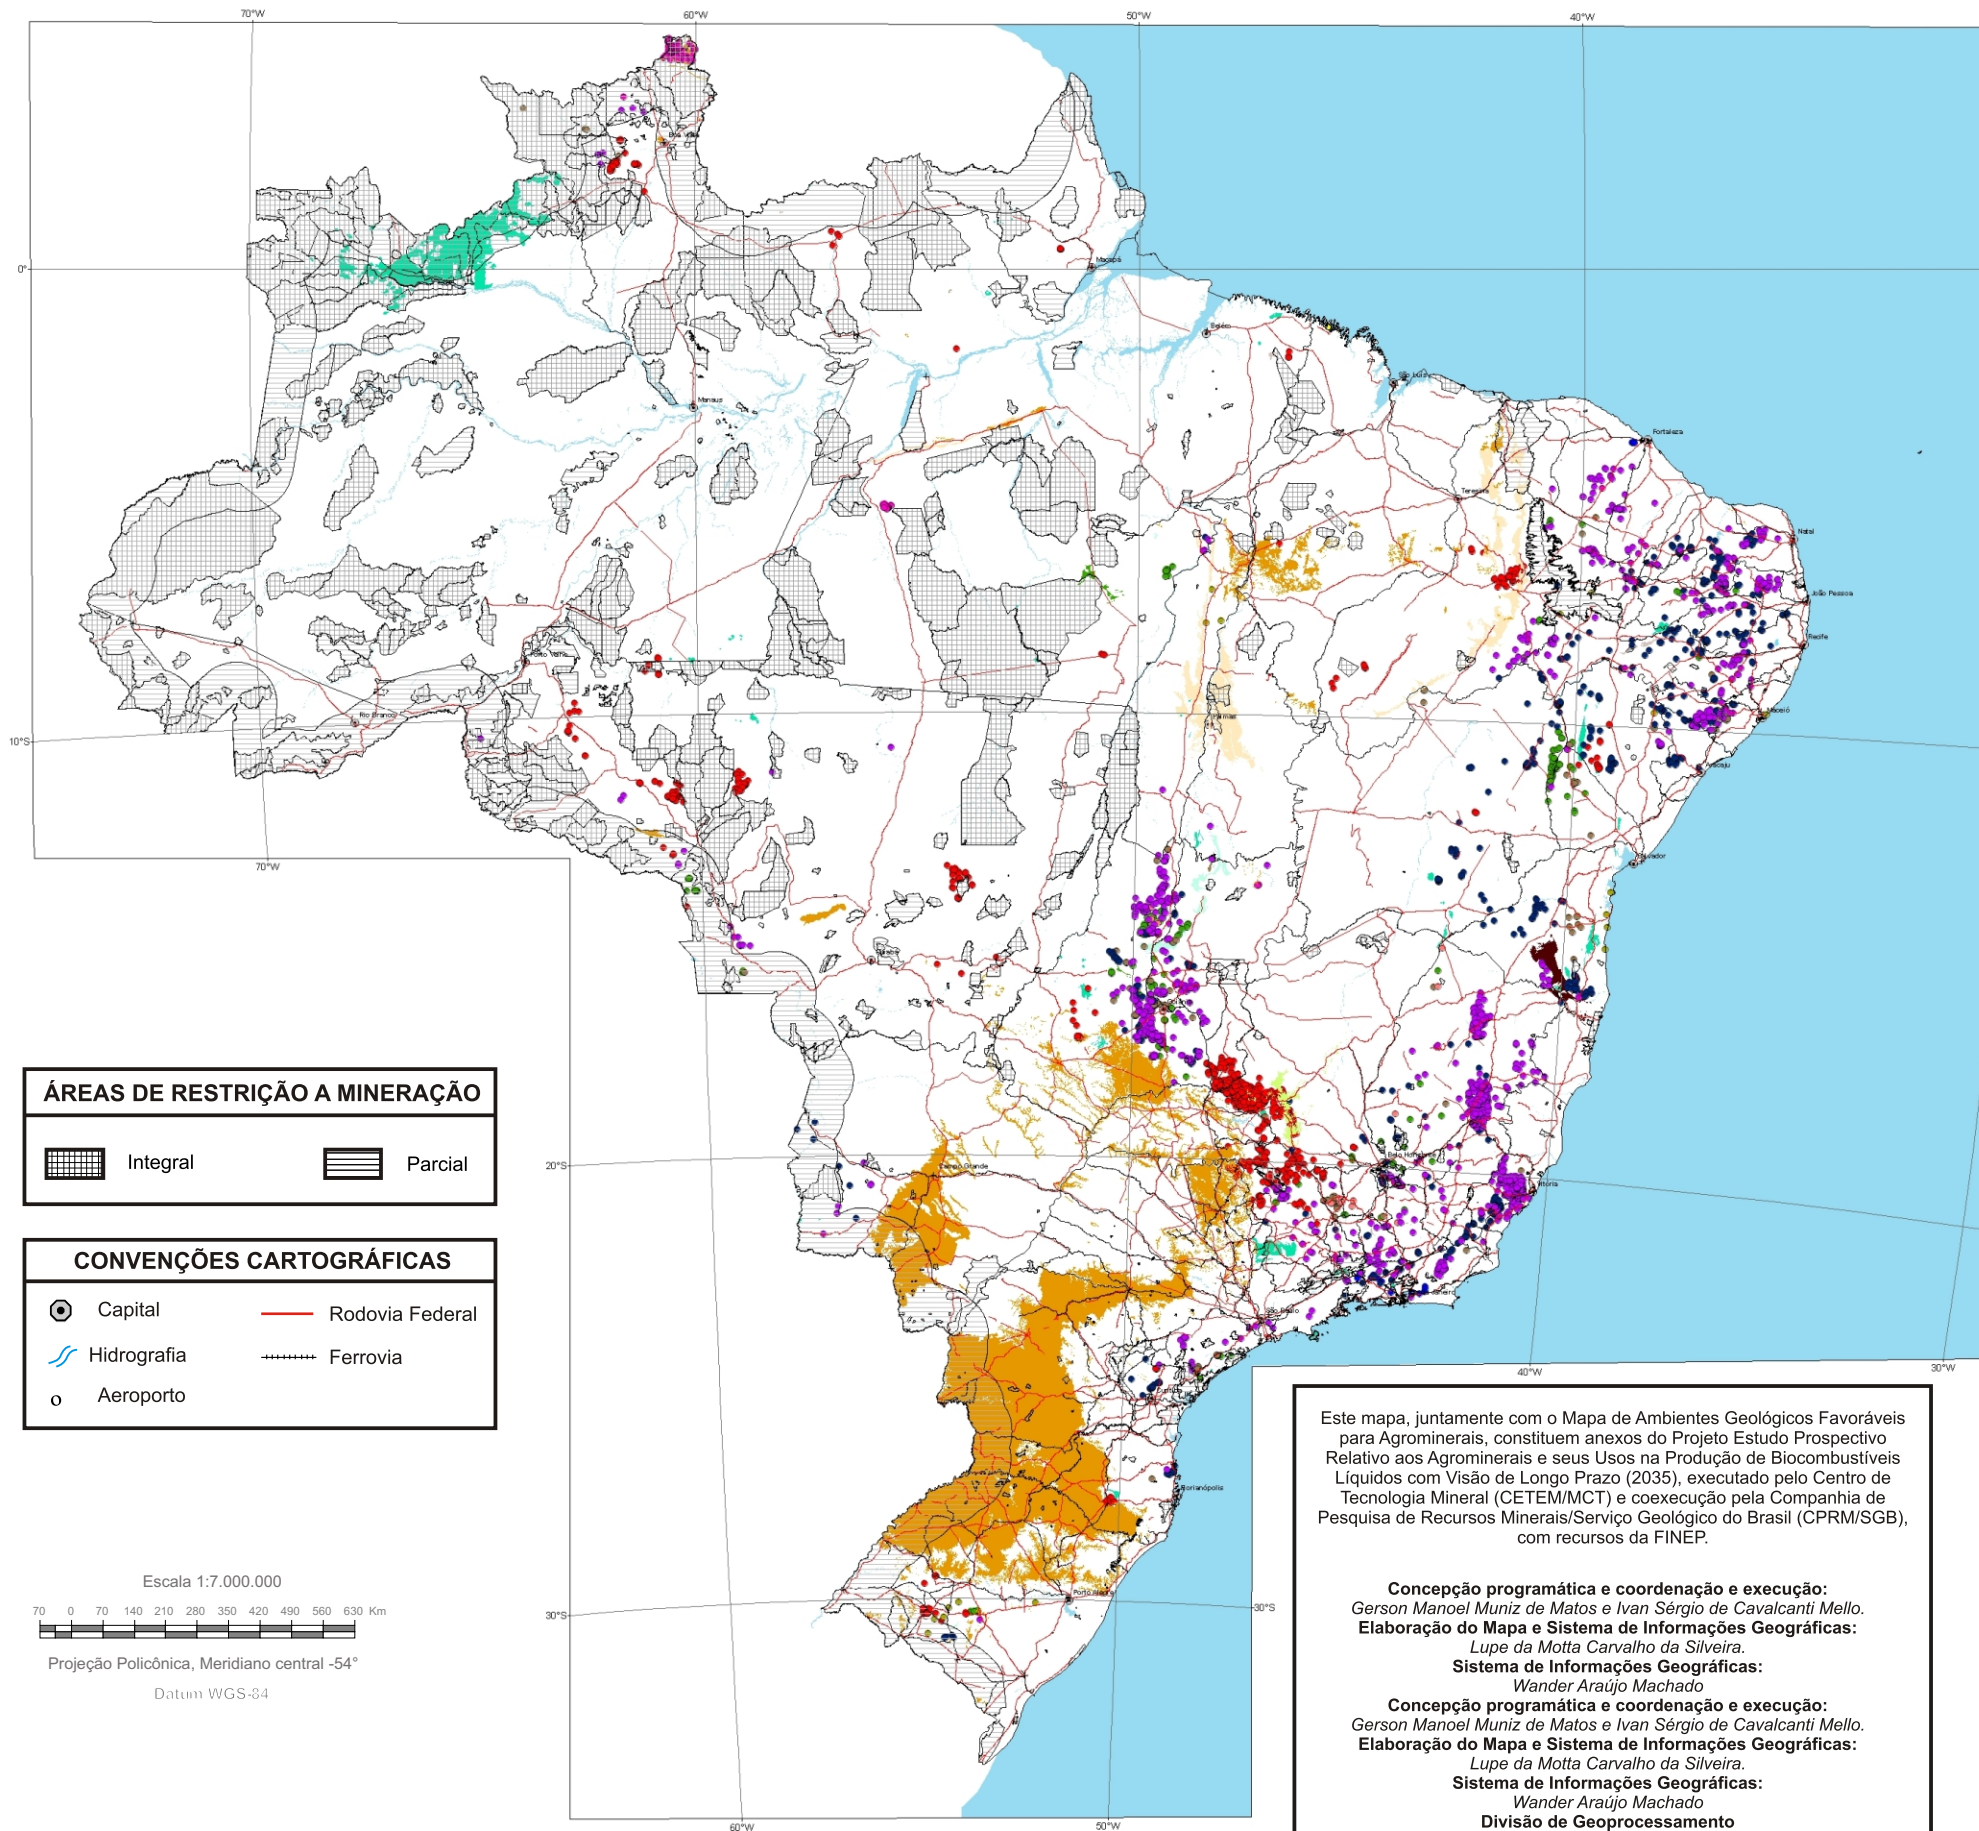 70°W
60°W
50°W
40°W
Boa Vista
0°
Macapá
Belém
São Luís
Manaus
Fortaleza
Teresina
Natal
João Pessoa
Recife
Porto Velho
Rio Branco
Palmas
Maceió
10°S
Aracaju
70°W
Salvador
Cuiabá
Goiânia
ÁREAS DE RESTRIÇÃO A MINERAÇÃO
Integral
Parcial
20°S
Campo Grande
Belo Horizonte
Vitória
CONVENÇÕES CARTOGRÁFICAS
Capital
Rodovia Federal
Hidrografia
Ferrovia
Aeroporto
São Paulo
40°W
30°W
Florianópolis
Este mapa, juntamente com o Mapa de Ambientes Geológicos Favoráveis
para Agrominerais, constituem anexos do Projeto Estudo Prospectivo
Relativo aos Agrominerais e seus Usos na Produção de Biocombustíveis
Líquidos com Visão de Longo Prazo (2035), executado pelo Centro de
Tecnologia Mineral (CETEM/MCT) e coexecução pela Companhia de
Pesquisa de Recursos Minerais/Serviço Geológico do Brasil (CPRM/SGB),
com recursos da FINEP.
Escala 1:7.000.000
70 0 70 140 210 280 350 420 490 560 630 Km
Projeção Policônica, Meridiano central -54°
Datum WGS-84
Porto Alegre
30°S
30°S
Concepção programática e coordenação e execução:
Gerson Manoel Muniz de Matos e Ivan Sérgio de Cavalcanti Mello.
Elaboração do Mapa e Sistema de Informações Geográficas:
Lupe da Motta Carvalho da Silveira.
Sistema de Informações Geográficas:
Wander Araújo Machado
Concepção programática e coordenação e execução:
Gerson Manoel Muniz de Matos e Ivan Sérgio de Cavalcanti Mello.
Elaboração do Mapa e Sistema de Informações Geográficas:
Lupe da Motta Carvalho da Silveira.
Sistema de Informações Geográficas:
Wander Araújo Machado
Divisão de Geoprocessamento
60°W
50°W